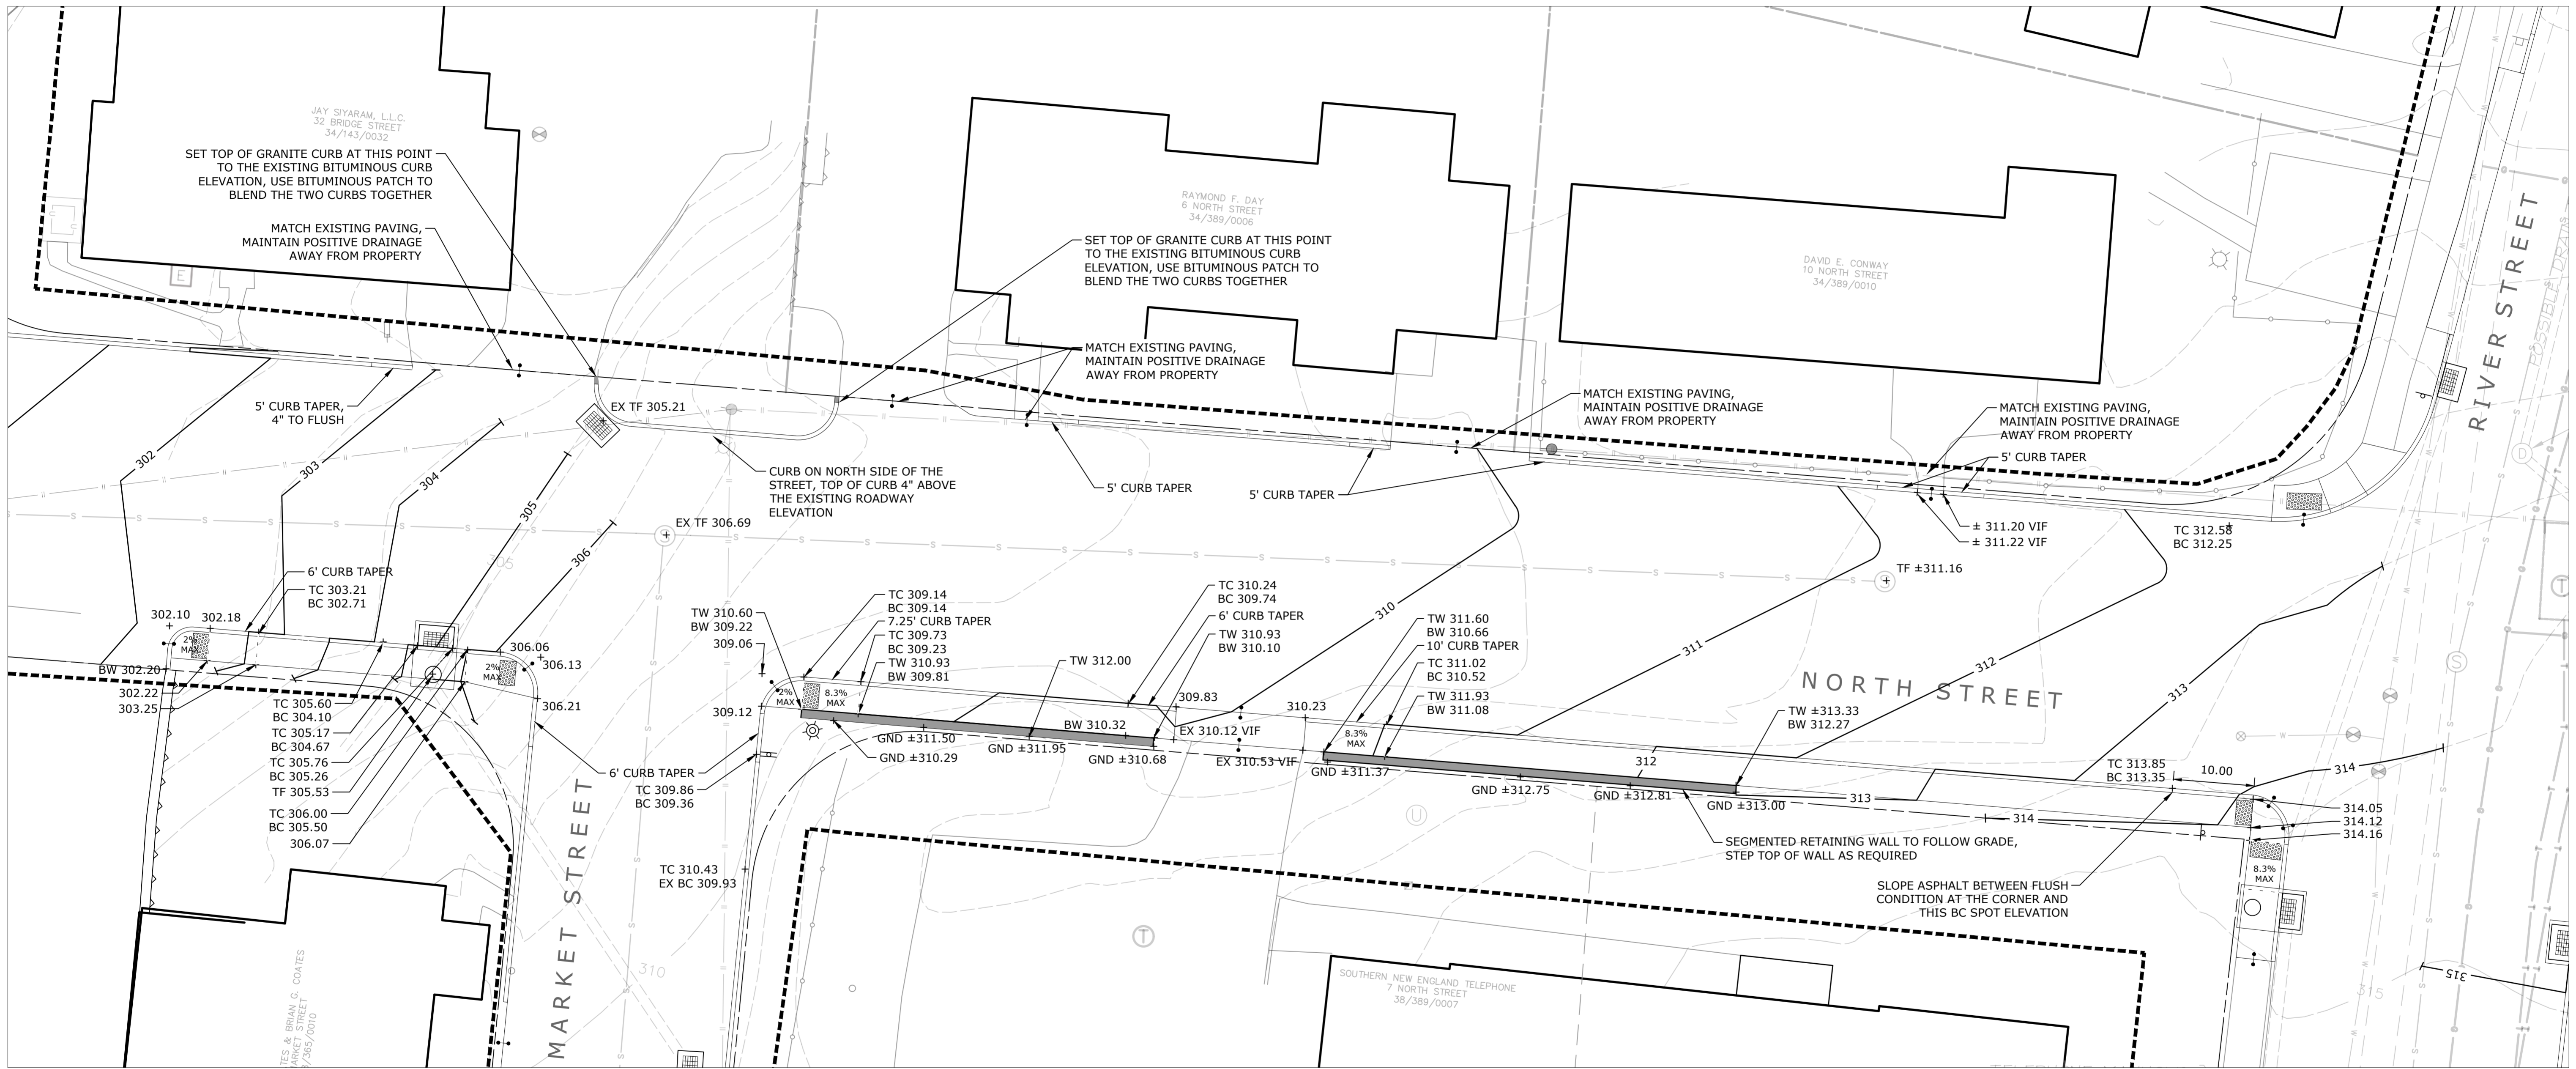 JAY SIYARAM, L.L.C.
32 BRIDGE STREET
34/143/0032
SET TOP OF GRANITE CURB AT THIS POINT
TO THE EXISTING BITUMINOUS CURB
ELEVATION, USE BITUMINOUS PATCH TO
BLEND THE TWO CURBS TOGETHER
MATCH EXISTING PAVING,
MAINTAIN POSITIVE DRAINAGE
AWAY FROM PROPERTY
E
RAYMOND F. DAY
6 NORTH STREET
34/389/0006
SET TOP OF GRANITE CURB AT THIS POINT
TO THE EXISTING BITUMINOUS CURB
ELEVATION, USE BITUMINOUS PATCH TO
BLEND THE TWO CURBS TOGETHER
MATCH EXISTING PAVING,
MAINTAIN POSITIVE DRAINAGE
AWAY FROM PROPERTY
DAVID E. CONWAY
10 NORTH STREET
34/389/0010
RIVER STREET
POSSIBLE DRAIN
MATCH EXISTING PAVING,
MAINTAIN POSITIVE DRAINAGE
AWAY FROM PROPERTY
MATCH EXISTING PAVING,
MAINTAIN POSITIVE DRAINAGE
AWAY FROM PROPERTY
5' CURB TAPER
5' CURB TAPER,
4" TO FLUSH
EX TF 305.21
CURB ON NORTH SIDE OF THE
STREET, TOP OF CURB 4" ABOVE
THE EXISTING ROADWAY
ELEVATION
5' CURB TAPER
5' CURB TAPER
± 311.20 VIF
± 311.22 VIF
TC 312.58
BC 312.25
302
303
304
305
306
305
EX TF 306.69
S
TF ±311.16
S
6' CURB TAPER
TC 303.21
BC 302.71
302.10
302.18
2%
MAX
BW 302.20
302.22
303.25
306.06
306.13
2%
MAX
306.21
TC 305.60
BC 304.10
TC 305.17
BC 304.67
TC 305.76
BC 305.26
TF 305.53
TC 306.00
BC 305.50
306.07
TW 310.60
BW 309.22
309.06
TC 309.14
BC 309.14
7.25' CURB TAPER
TC 309.73
BC 309.23
TW 310.93
BW 309.81
TW 312.00
TC 310.24
BC 309.74
6' CURB TAPER
TW 310.93
BW 310.10
309.83
310
309.12
2%
MAX
8.3%
MAX
BW 310.32
GND ±311.50
GND ±310.29
GND ±311.95
GND ±310.68
EX 310.12 VIF
310.23
EX 310.53 VIF
TW 311.60
BW 310.66
10' CURB TAPER
TC 311.02
BC 310.52
TW 311.93
BW 311.08
8.3%
MAX
GND ±311.37
311
312
313
312
NORTH STREET
TW ±313.33
BW 312.27
GND ±312.75
GND ±312.81
GND ±313.00
313
314
314
TC 313.85
BC 313.35
10.00
314.05
314.12
314.16
8.3%
MAX
6' CURB TAPER
TC 309.86
BC 309.36
TC 310.43
EX BC 309.93
MARKET STREET
310
SEGMENTED RETAINING WALL TO FOLLOW GRADE,
STEP TOP OF WALL AS REQUIRED
SLOPE ASPHALT BETWEEN FLUSH
CONDITION AT THE CORNER AND
THIS BC SPOT ELEVATION
U
T
S
D
T
SOUTHERN NEW ENGLAND TELEPHONE
7 NORTH STREET
38/389/0007
& BRIAN G. COATES
STREET
/365/0010
315
315